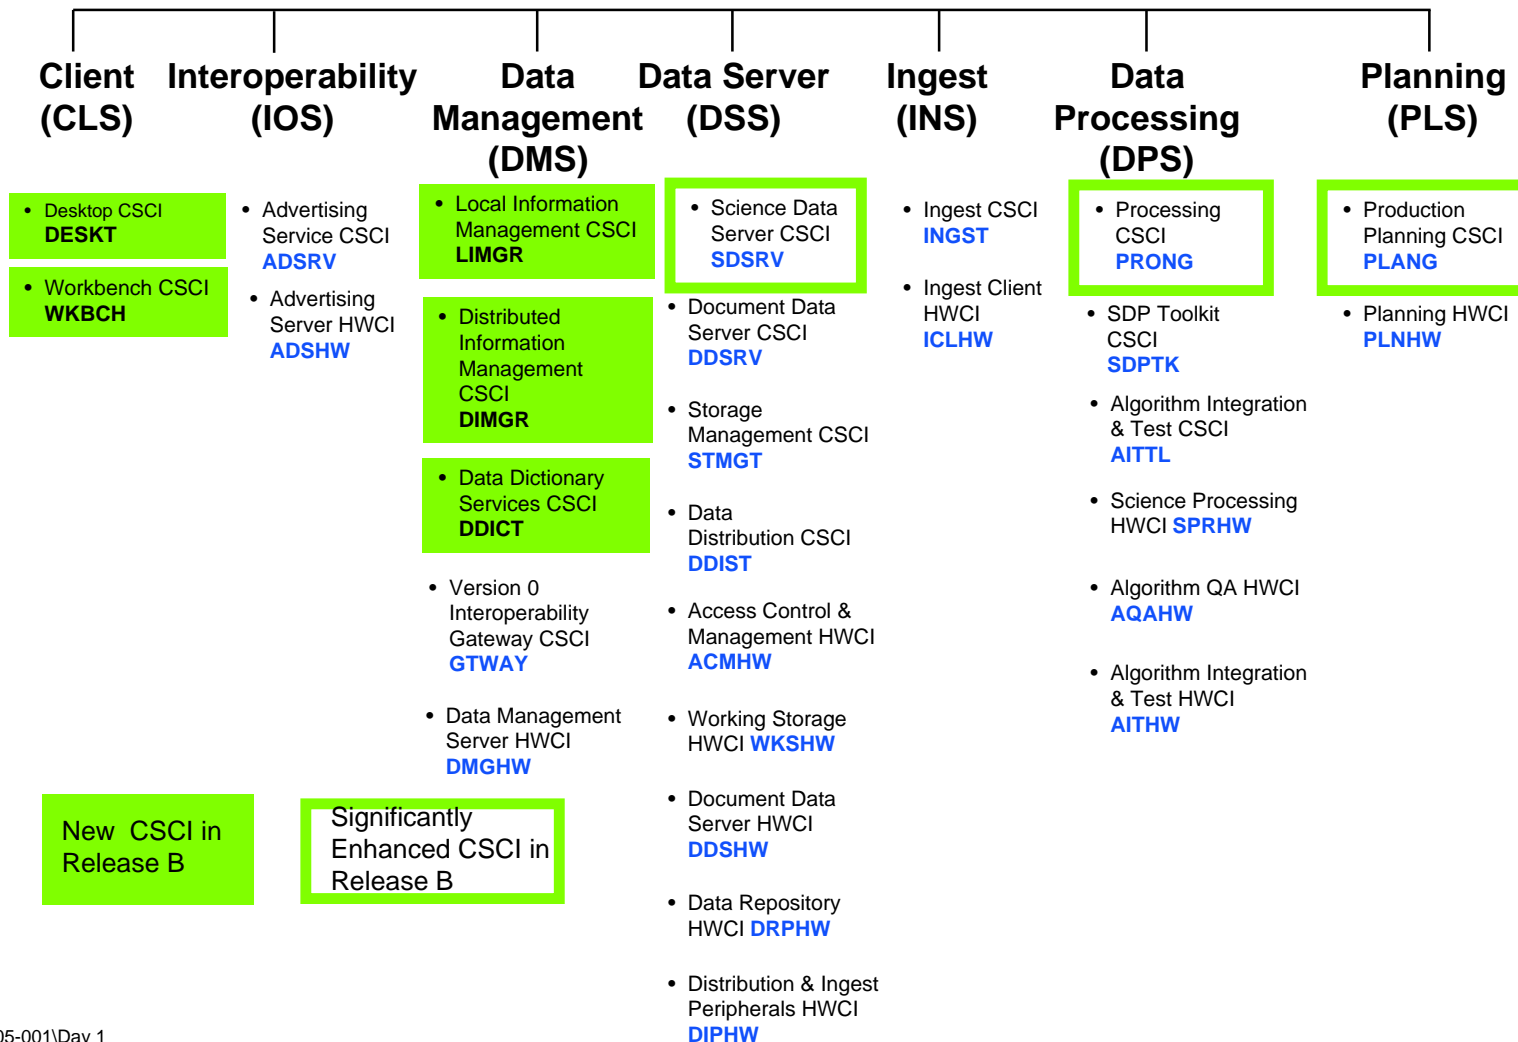 Client
(CLS)
Interoperability
(IOS)
Data
Management
(DMS)
Data Server
(DSS)
Ingest
(INS)
Data
Processing
(DPS)
Planning
(PLS)
• Desktop CSCI
DESKT
• Workbench CSCI
WKBCH
• Advertising
Service CSCI
ADSRV
• Advertising
Server HWCI
ADSHW
• Local Information
Management CSCI
LIMGR
• Distributed
Information
Management
CSCI
DIMGR
• Data Dictionary
Services CSCI
DDICT
• Version 0
Interoperability
Gateway CSCI
GTWAY
• Data Management
Server HWCI
DMGHW
• Science Data
Server CSCI
SDSRV
• Document Data
Server CSCI
DDSRV
• Storage
Management CSCI
STMGT
• Data
Distribution CSCI
DDIST
• Access Control &
Management HWCI
ACMHW
• Working Storage
HWCI WKSHW
• Document Data
Server HWCI
DDSHW
• Data Repository
HWCI DRPHW
• Distribution & Ingest
Peripherals HWCI
DIPHW
• Ingest CSCI
INGST
• Ingest Client
HWCI
ICLHW
• Processing
CSCI
PRONG
• SDP Toolkit
CSCI
SDPTK
• Algorithm Integration
& Test CSCI
AITTL
• Science Processing
HWCI SPRHW
• Algorithm QA HWCI
AQAHW
• Algorithm Integration
& Test HWCI
AITHW
• Production
Planning CSCI
PLANG
• Planning HWCI
PLNHW
New CSCI in
Release B
Significantly
Enhanced CSCI in
Release B
05-001\Day 1